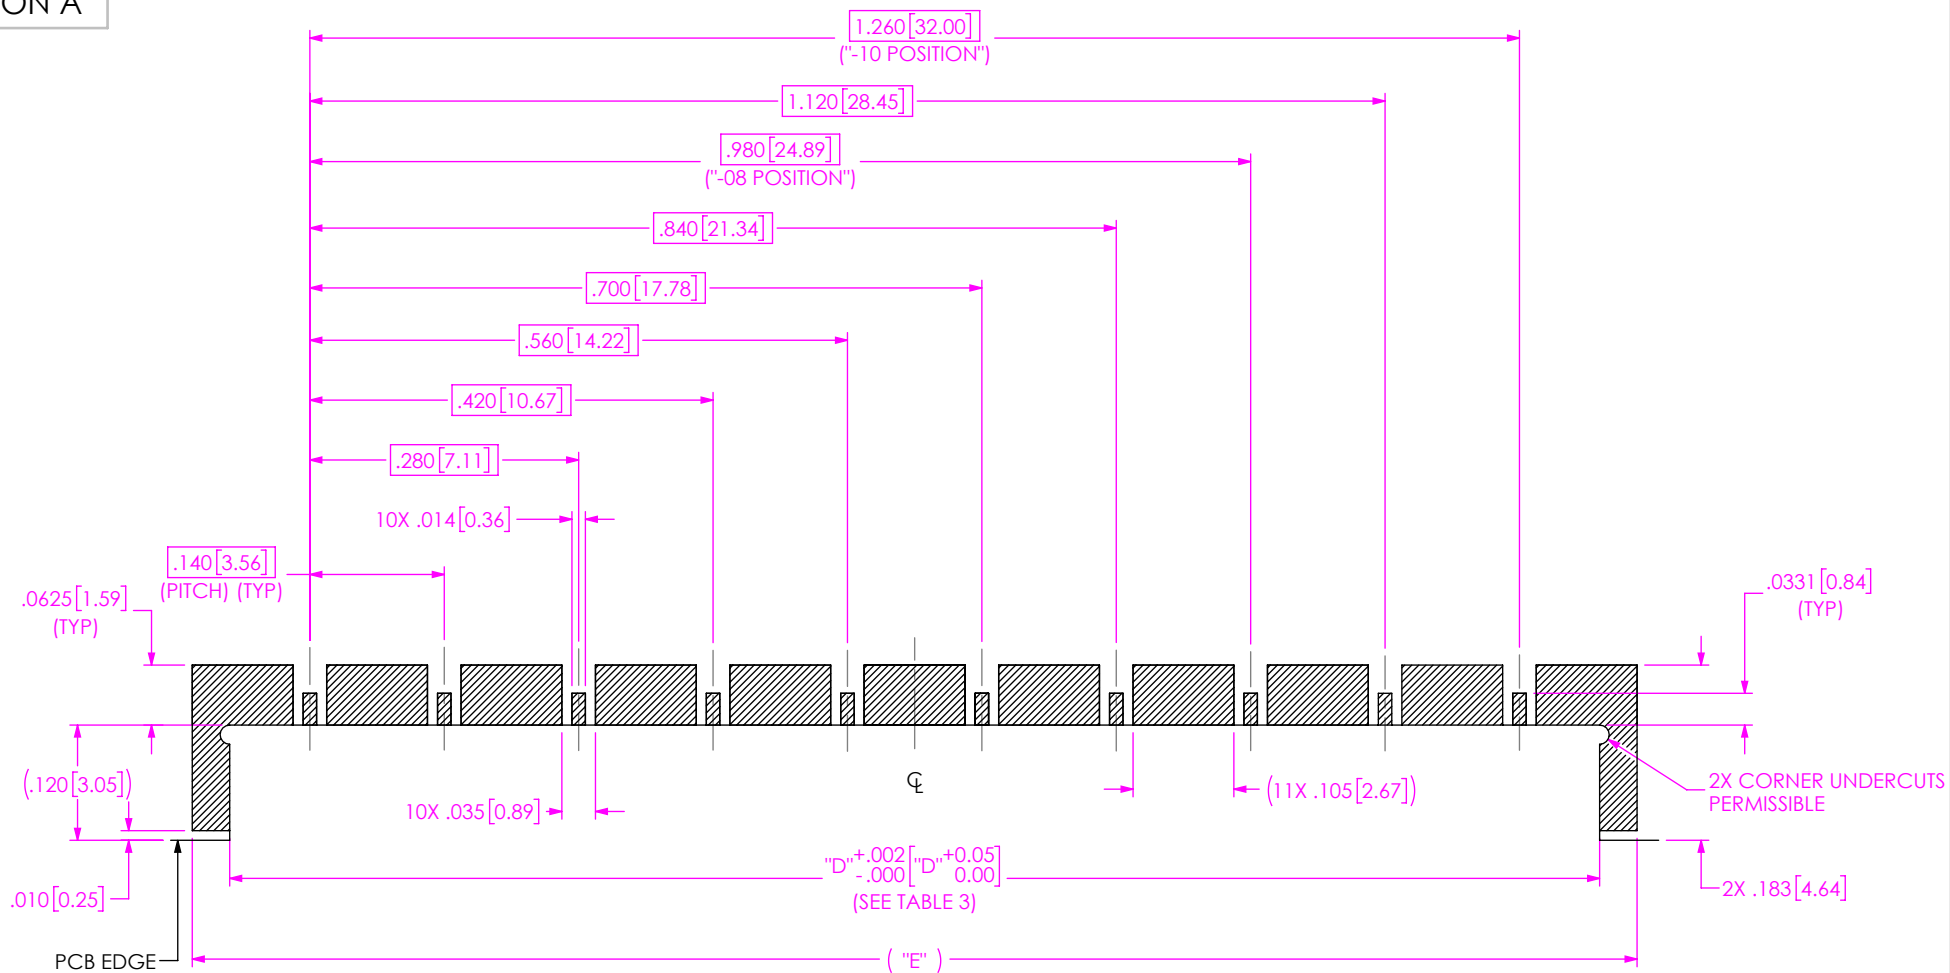 ON A
1.260[32.00]
("-10 POSITION")
1.120[28.45]
.980[24.89]
("-08 POSITION")
.840[21.34]
.700[17.78]
.560[14.22]
.420[10.67]
.280[7.11]
10X .014[0.36]
.140[3.56]
(PITCH) (TYP)
.0625[1.59]
(TYP)
.0331[0.84]
(TYP)
(.120[3.05])
10X .035[0.89]
℄
(11X .105[2.67])
2X CORNER UNDERCUTS
PERMISSIBLE
"D"+.002 -.000["D"+0.05 0.00]
(SEE TABLE 3)
.010[0.25]
2X .183[4.64]
PCB EDGE
( "E" )